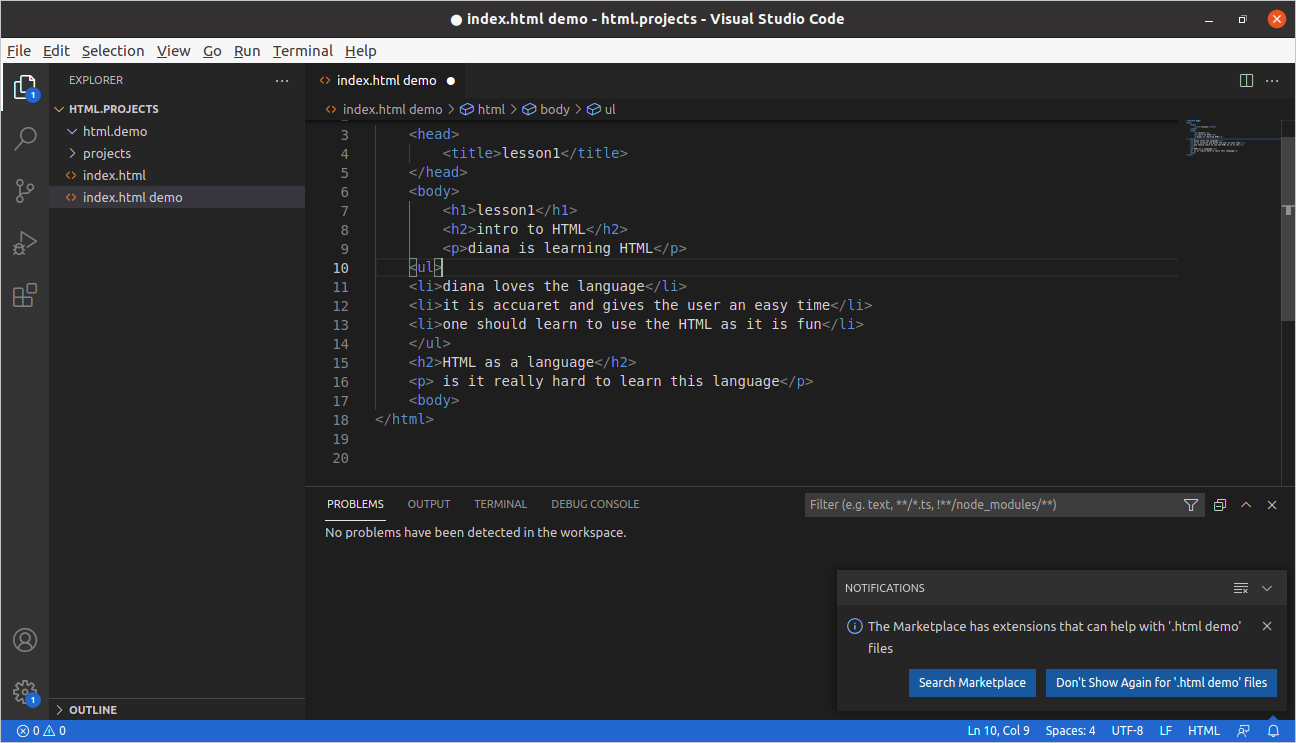 ● index.html demo - html.projects - Visual Studio Code
File Edit Selection View Go Run Terminal Help
EXPLORER
1
HTML.PROJECTS
html.demo
projects
index.html
index.html demo
index.html demo ●
index.html demo > html > body > ul
3 <head>
4 <title>lesson1</title>
5 </head>
6 <body>
7 <h1>lesson1</h1>
8 <h2>intro to HTML</h2>
9 <p>diana is learning HTML</p>
10 <ul>
11 <li>diana loves the language</li>
12 <li>it is accuaret and gives the user an easy time</li>
13 <li>one should learn to use the HTML as it is fun</li>
14 </ul>
15 <h2>HTML as a language</h2>
16 <p> is it really hard to learn this language</p>
17 <body>
18 </html>
19
20
PROBLEMS OUTPUT TERMINAL DEBUG CONSOLE
Filter (e.g. text, **/*.ts, !**/node_modules/**)
No problems have been detected in the workspace.
NOTIFICATIONS
The Marketplace has extensions that can help with '.html demo'
files
Search Marketplace Don't Show Again for '.html demo' files
1
OUTLINE
0 0 Ln 10, Col 9 Spaces: 4 UTF-8 LF HTML